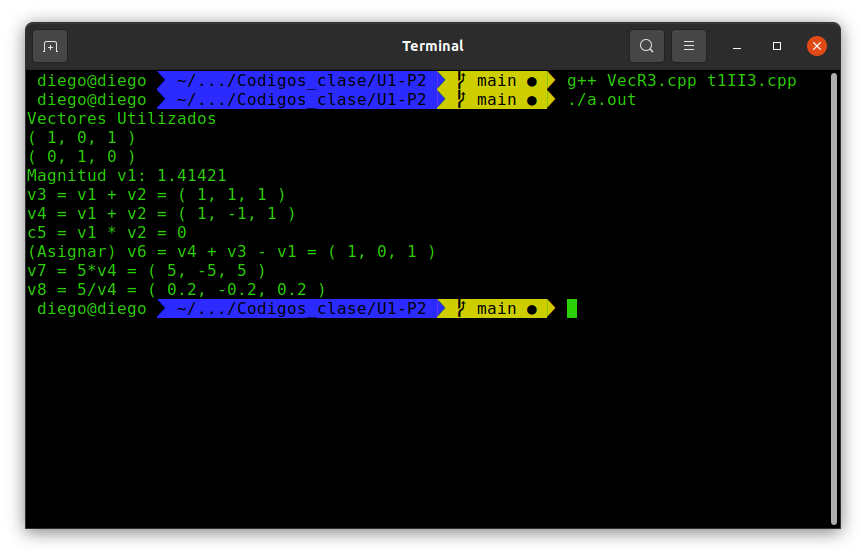 Terminal
diego@diego ~/.../Codigos_clase/U1-P2 main ● g++ VecR3.cpp t1II3.cpp
diego@diego ~/.../Codigos_clase/U1-P2 main ● ./a.out
Vectores Utilizados
( 1, 0, 1 )
( 0, 1, 0 )
Magnitud v1: 1.41421
v3 = v1 + v2 = ( 1, 1, 1 )
v4 = v1 + v2 = ( 1, -1, 1 )
c5 = v1 * v2 = 0
(Asignar) v6 = v4 + v3 - v1 = ( 1, 0, 1 )
v7 = 5*v4 = ( 5, -5, 5 )
v8 = 5/v4 = ( 0.2, -0.2, 0.2 )
diego@diego ~/.../Codigos_clase/U1-P2 main ●